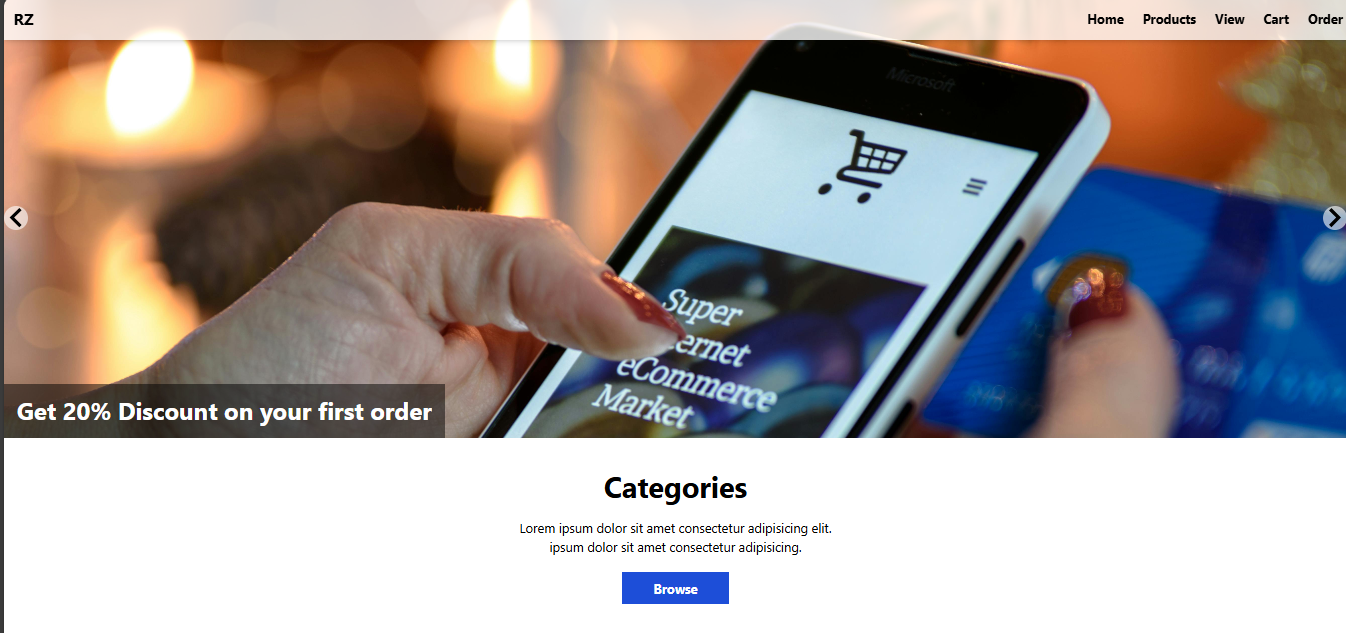 RZ
Home Products View Cart Order
Microsoft
Super
ernet
eCommerce
Market
Get 20% Discount on your first order
Categories
Lorem ipsum dolor sit amet consectetur adipisicing elit.
ipsum dolor sit amet consectetur adipisicing.
Browse